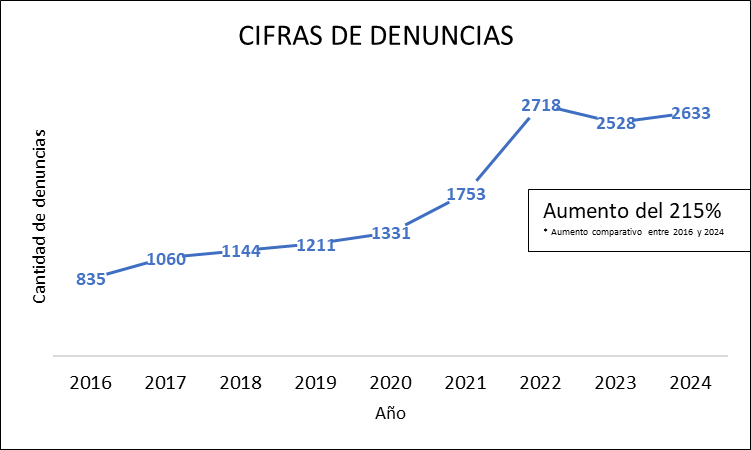 CIFRAS DE DENUNCIAS
Cantidad de denuncias
835
1060
1144
1211
1331
1753
2718
2528
2633
Aumento del 215%
* Aumento comparativo entre 2016 y 2024
2016 2017 2018 2019 2020 2021 2022 2023 2024
Año